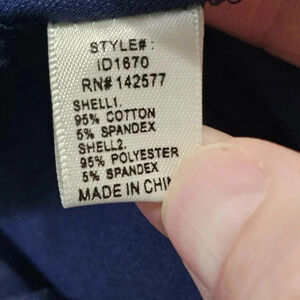 STYLE#:
ID1670
RN# 142577
SHELL1.
95% COTTON
5% SPANDEX
SHELL2.
95% POLYESTER
5% SPANDEX
MADE IN CHIN